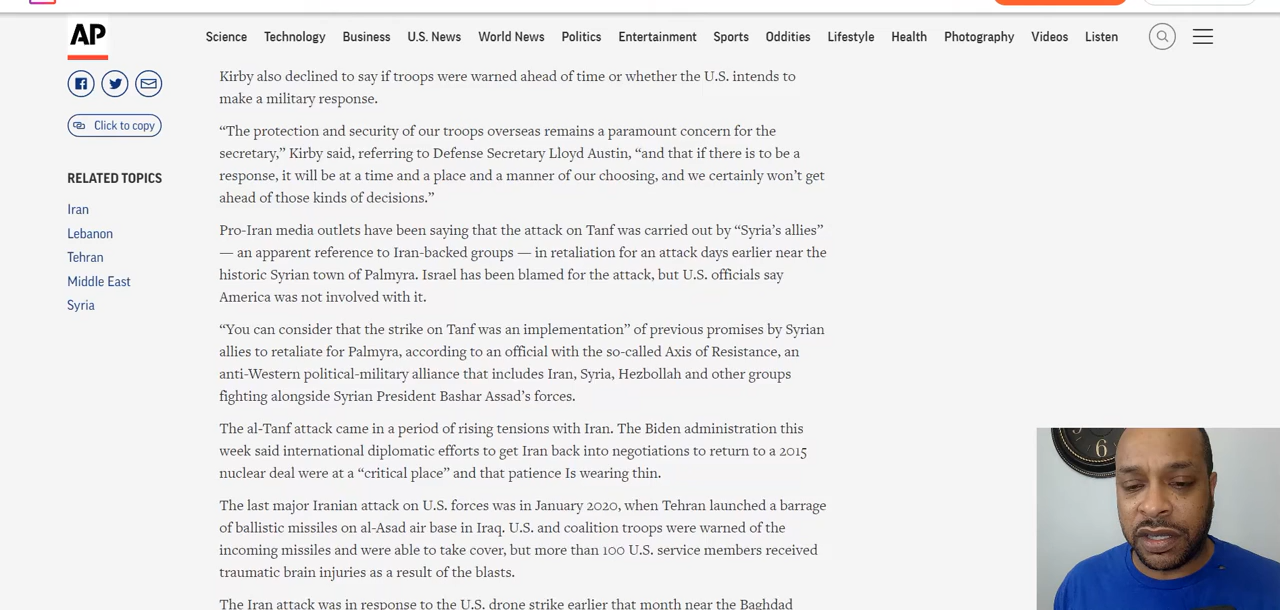 AP
Science Technology Business U.S. News World News Politics Entertainment Sports Oddities Lifestyle Health Photography Videos Listen
Click to copy
RELATED TOPICS
Iran
Lebanon
Tehran
Middle East
Syria
Kirby also declined to say if troops were warned ahead of time or whether the U.S. intends to
make a military response.
“The protection and security of our troops overseas remains a paramount concern for the
secretary,” Kirby said, referring to Defense Secretary Lloyd Austin, “and that if there is to be a
response, it will be at a time and a place and a manner of our choosing, and we certainly won’t get
ahead of those kinds of decisions.”
Pro-Iran media outlets have been saying that the attack on Tanf was carried out by “Syria’s allies”
— an apparent reference to Iran-backed groups — in retaliation for an attack days earlier near the
historic Syrian town of Palmyra. Israel has been blamed for the attack, but U.S. officials say
America was not involved with it.
“You can consider that the strike on Tanf was an implementation” of previous promises by Syrian
allies to retaliate for Palmyra, according to an official with the so-called Axis of Resistance, an
anti-Western political-military alliance that includes Iran, Syria, Hezbollah and other groups
fighting alongside Syrian President Bashar Assad’s forces.
The al-Tanf attack came in a period of rising tensions with Iran. The Biden administration this
week said international diplomatic efforts to get Iran back into negotiations to return to a 2015
nuclear deal were at a “critical place” and that patience Is wearing thin.
The last major Iranian attack on U.S. forces was in January 2020, when Tehran launched a barrage
of ballistic missiles on al-Asad air base in Iraq. U.S. and coalition troops were warned of the
incoming missiles and were able to take cover, but more than 100 U.S. service members received
traumatic brain injuries as a result of the blasts.
The Iran attack was in response to the U.S. drone strike earlier that month near the Baghdad
6